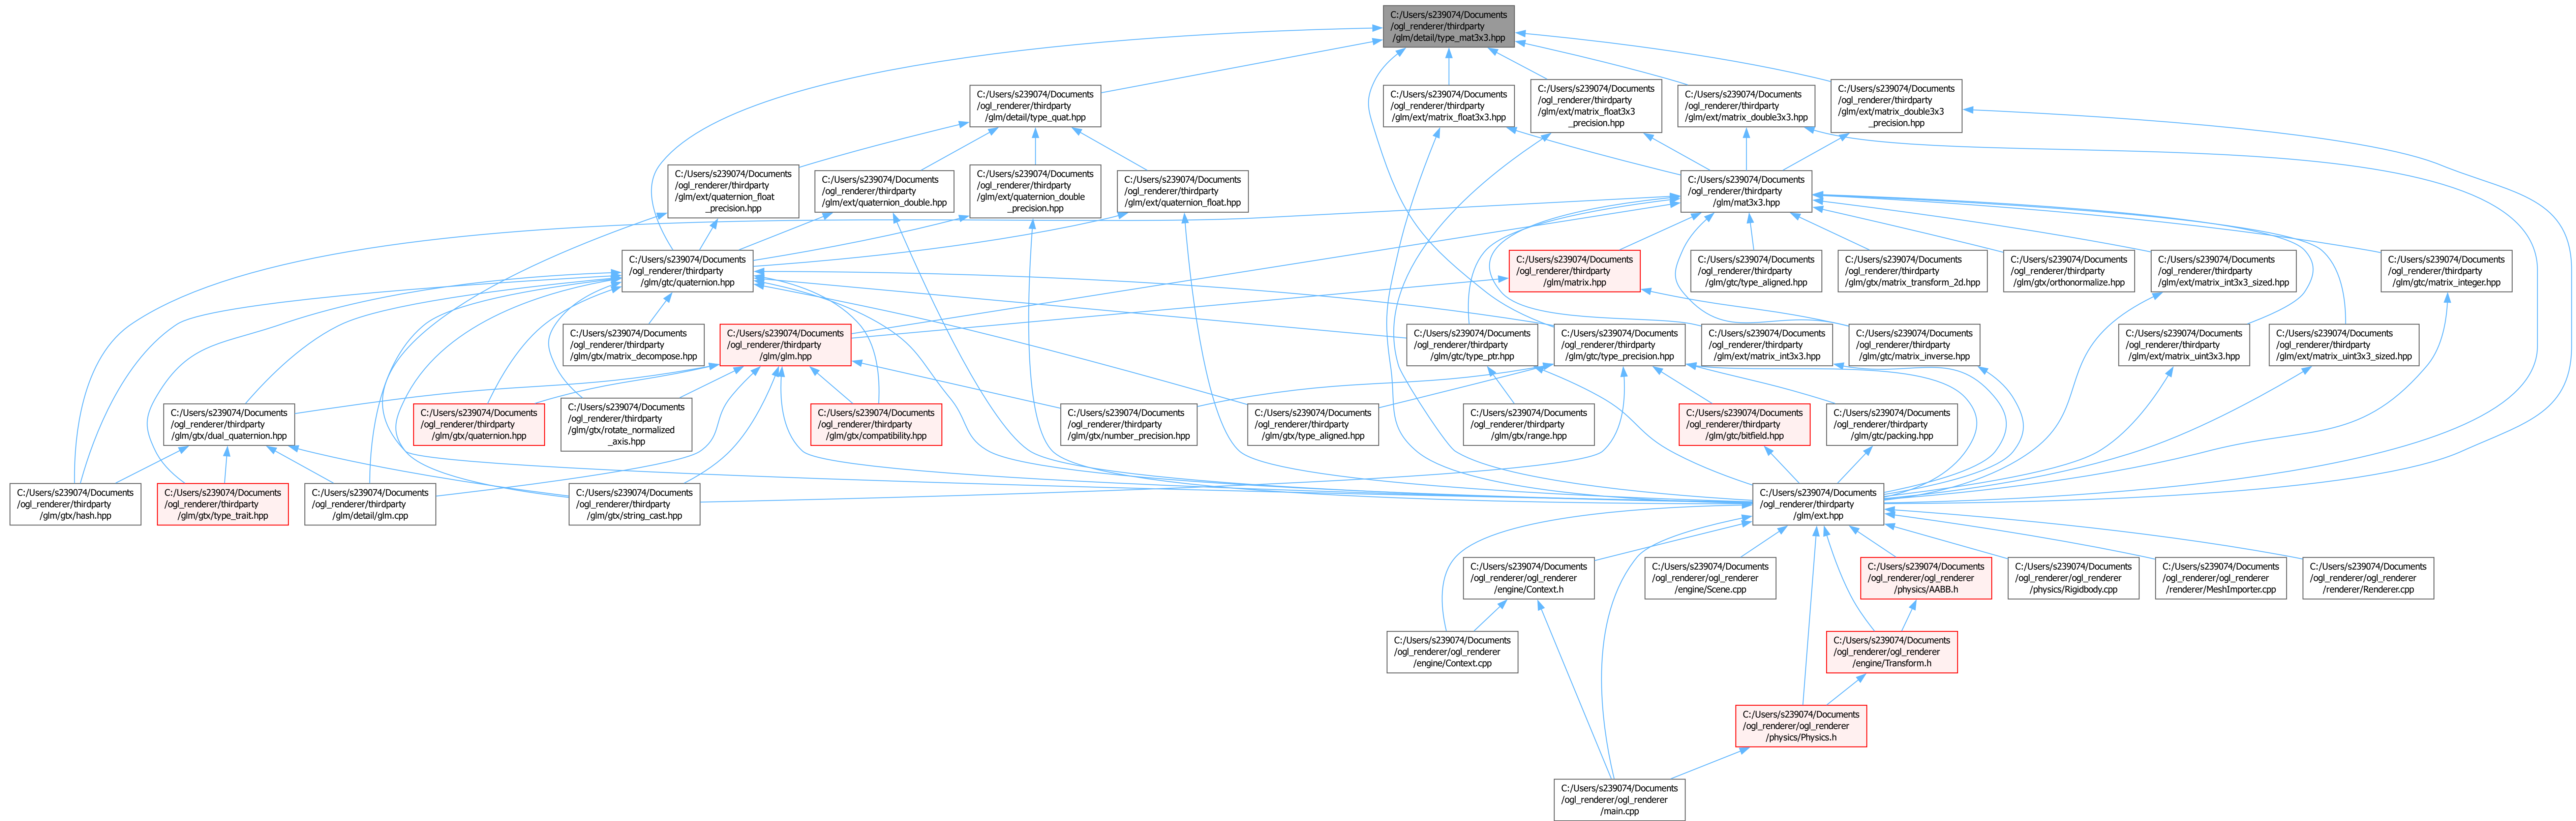 C:/Users/s239074/Documents
/ogl_renderer/thirdparty
/glm/detail/type_mat3x3.hpp
C:/Users/s239074/Documents
/ogl_renderer/thirdparty
/glm/detail/type_quat.hpp
C:/Users/s239074/Documents
/ogl_renderer/thirdparty
/glm/ext/matrix_float3x3.hpp
C:/Users/s239074/Documents
/ogl_renderer/thirdparty
/glm/ext/matrix_float3x3
_precision.hpp
C:/Users/s239074/Documents
/ogl_renderer/thirdparty
/glm/ext/matrix_double3x3.hpp
C:/Users/s239074/Documents
/ogl_renderer/thirdparty
/glm/ext/matrix_double3x3
_precision.hpp
C:/Users/s239074/Documents
/ogl_renderer/thirdparty
/glm/ext/quaternion_float
_precision.hpp
C:/Users/s239074/Documents
/ogl_renderer/thirdparty
/glm/ext/quaternion_double.hpp
C:/Users/s239074/Documents
/ogl_renderer/thirdparty
/glm/ext/quaternion_double
_precision.hpp
C:/Users/s239074/Documents
/ogl_renderer/thirdparty
/glm/ext/quaternion_float.hpp
C:/Users/s239074/Documents
/ogl_renderer/thirdparty
/glm/mat3x3.hpp
C:/Users/s239074/Documents
/ogl_renderer/thirdparty
/glm/gtc/quaternion.hpp
C:/Users/s239074/Documents
/ogl_renderer/thirdparty
/glm/matrix.hpp
C:/Users/s239074/Documents
/ogl_renderer/thirdparty
/glm/gtc/type_aligned.hpp
C:/Users/s239074/Documents
/ogl_renderer/thirdparty
/glm/gtx/matrix_transform_2d.hpp
C:/Users/s239074/Documents
/ogl_renderer/thirdparty
/glm/gtx/orthonormalize.hpp
C:/Users/s239074/Documents
/ogl_renderer/thirdparty
/glm/ext/matrix_int3x3_sized.hpp
C:/Users/s239074/Documents
/ogl_renderer/thirdparty
/glm/gtc/matrix_integer.hpp
C:/Users/s239074/Documents
/ogl_renderer/thirdparty
/glm/gtx/matrix_decompose.hpp
C:/Users/s239074/Documents
/ogl_renderer/thirdparty
/glm/glm.hpp
C:/Users/s239074/Documents
/ogl_renderer/thirdparty
/glm/gtc/type_ptr.hpp
C:/Users/s239074/Documents
/ogl_renderer/thirdparty
/glm/gtc/type_precision.hpp
C:/Users/s239074/Documents
/ogl_renderer/thirdparty
/glm/ext/matrix_int3x3.hpp
C:/Users/s239074/Documents
/ogl_renderer/thirdparty
/glm/gtc/matrix_inverse.hpp
C:/Users/s239074/Documents
/ogl_renderer/thirdparty
/glm/ext/matrix_uint3x3.hpp
C:/Users/s239074/Documents
/ogl_renderer/thirdparty
/glm/ext/matrix_uint3x3_sized.hpp
C:/Users/s239074/Documents
/ogl_renderer/thirdparty
/glm/gtx/dual_quaternion.hpp
C:/Users/s239074/Documents
/ogl_renderer/thirdparty
/glm/gtx/quaternion.hpp
C:/Users/s239074/Documents
/ogl_renderer/thirdparty
/glm/gtx/rotate_normalized
_axis.hpp
C:/Users/s239074/Documents
/ogl_renderer/thirdparty
/glm/gtx/compatibility.hpp
C:/Users/s239074/Documents
/ogl_renderer/thirdparty
/glm/gtx/number_precision.hpp
C:/Users/s239074/Documents
/ogl_renderer/thirdparty
/glm/gtx/type_aligned.hpp
C:/Users/s239074/Documents
/ogl_renderer/thirdparty
/glm/gtx/range.hpp
C:/Users/s239074/Documents
/ogl_renderer/thirdparty
/glm/gtc/bitfield.hpp
C:/Users/s239074/Documents
/ogl_renderer/thirdparty
/glm/gtc/packing.hpp
C:/Users/s239074/Documents
/ogl_renderer/thirdparty
/glm/gtx/hash.hpp
C:/Users/s239074/Documents
/ogl_renderer/thirdparty
/glm/gtx/type_trait.hpp
C:/Users/s239074/Documents
/ogl_renderer/thirdparty
/glm/detail/glm.cpp
C:/Users/s239074/Documents
/ogl_renderer/thirdparty
/glm/gtx/string_cast.hpp
C:/Users/s239074/Documents
/ogl_renderer/thirdparty
/glm/ext.hpp
C:/Users/s239074/Documents
/ogl_renderer/ogl_renderer
/engine/Context.h
C:/Users/s239074/Documents
/ogl_renderer/ogl_renderer
/engine/Scene.cpp
C:/Users/s239074/Documents
/ogl_renderer/ogl_renderer
/physics/AABB.h
C:/Users/s239074/Documents
/ogl_renderer/ogl_renderer
/physics/Rigidbody.cpp
C:/Users/s239074/Documents
/ogl_renderer/ogl_renderer
/renderer/MeshImporter.cpp
C:/Users/s239074/Documents
/ogl_renderer/ogl_renderer
/renderer/Renderer.cpp
C:/Users/s239074/Documents
/ogl_renderer/ogl_renderer
/engine/Context.cpp
C:/Users/s239074/Documents
/ogl_renderer/ogl_renderer
/engine/Transform.h
C:/Users/s239074/Documents
/ogl_renderer/ogl_renderer
/physics/Physics.h
C:/Users/s239074/Documents
/ogl_renderer/ogl_renderer
/main.cpp